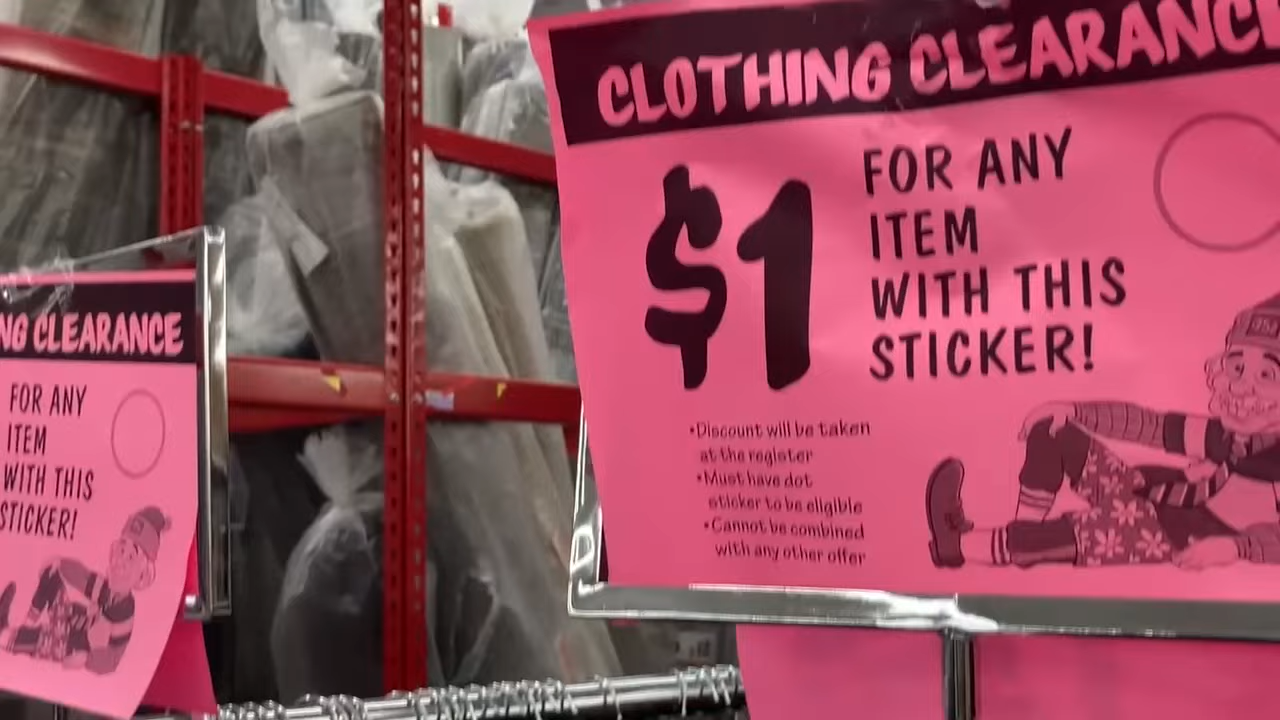 CLOTHING CLEARANCE
$1
FOR ANY
ITEM
WITH THIS
STICKER!
•Discount will be taken
at the register
•Must have dot
sticker to be eligible
•Cannot be combined
with any other offer
NG CLEARANCE
FOR ANY
ITEM
WITH THIS
STICKER!